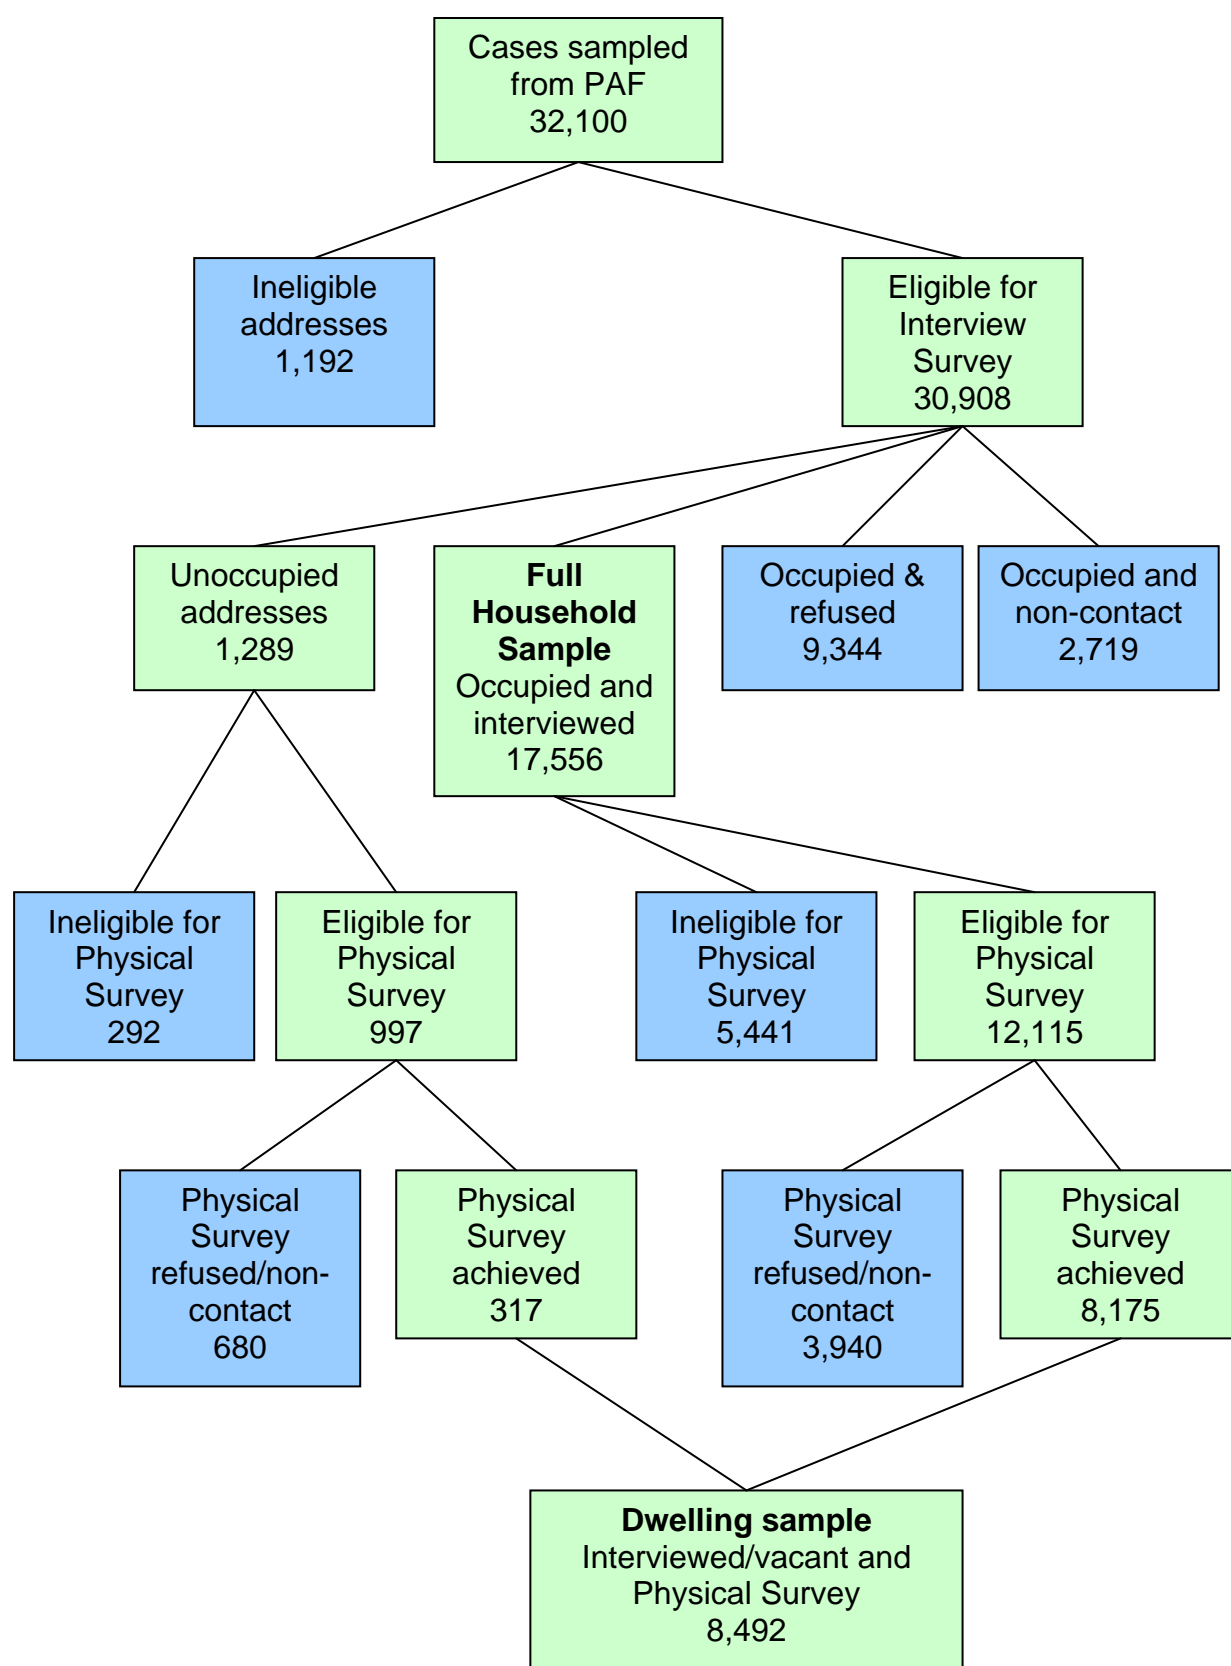 Cases sampled
from PAF
32,100
Ineligible
addresses
1,192
Eligible for
Interview
Survey
30,908
Unoccupied
addresses
1,289
Full
Household
Sample
Occupied and
interviewed
17,556
Occupied &
refused
9,344
Occupied and
non-contact
2,719
Ineligible for
Physical
Survey
292
Eligible for
Physical
Survey
997
Ineligible for
Physical
Survey
5,441
Eligible for
Physical
Survey
12,115
Physical
Survey
refused/non-
contact
680
Physical
Survey
achieved
317
Physical
Survey
refused/non-
contact
3,940
Physical
Survey
achieved
8,175
Dwelling sample
Interviewed/vacant and
Physical Survey
8,492